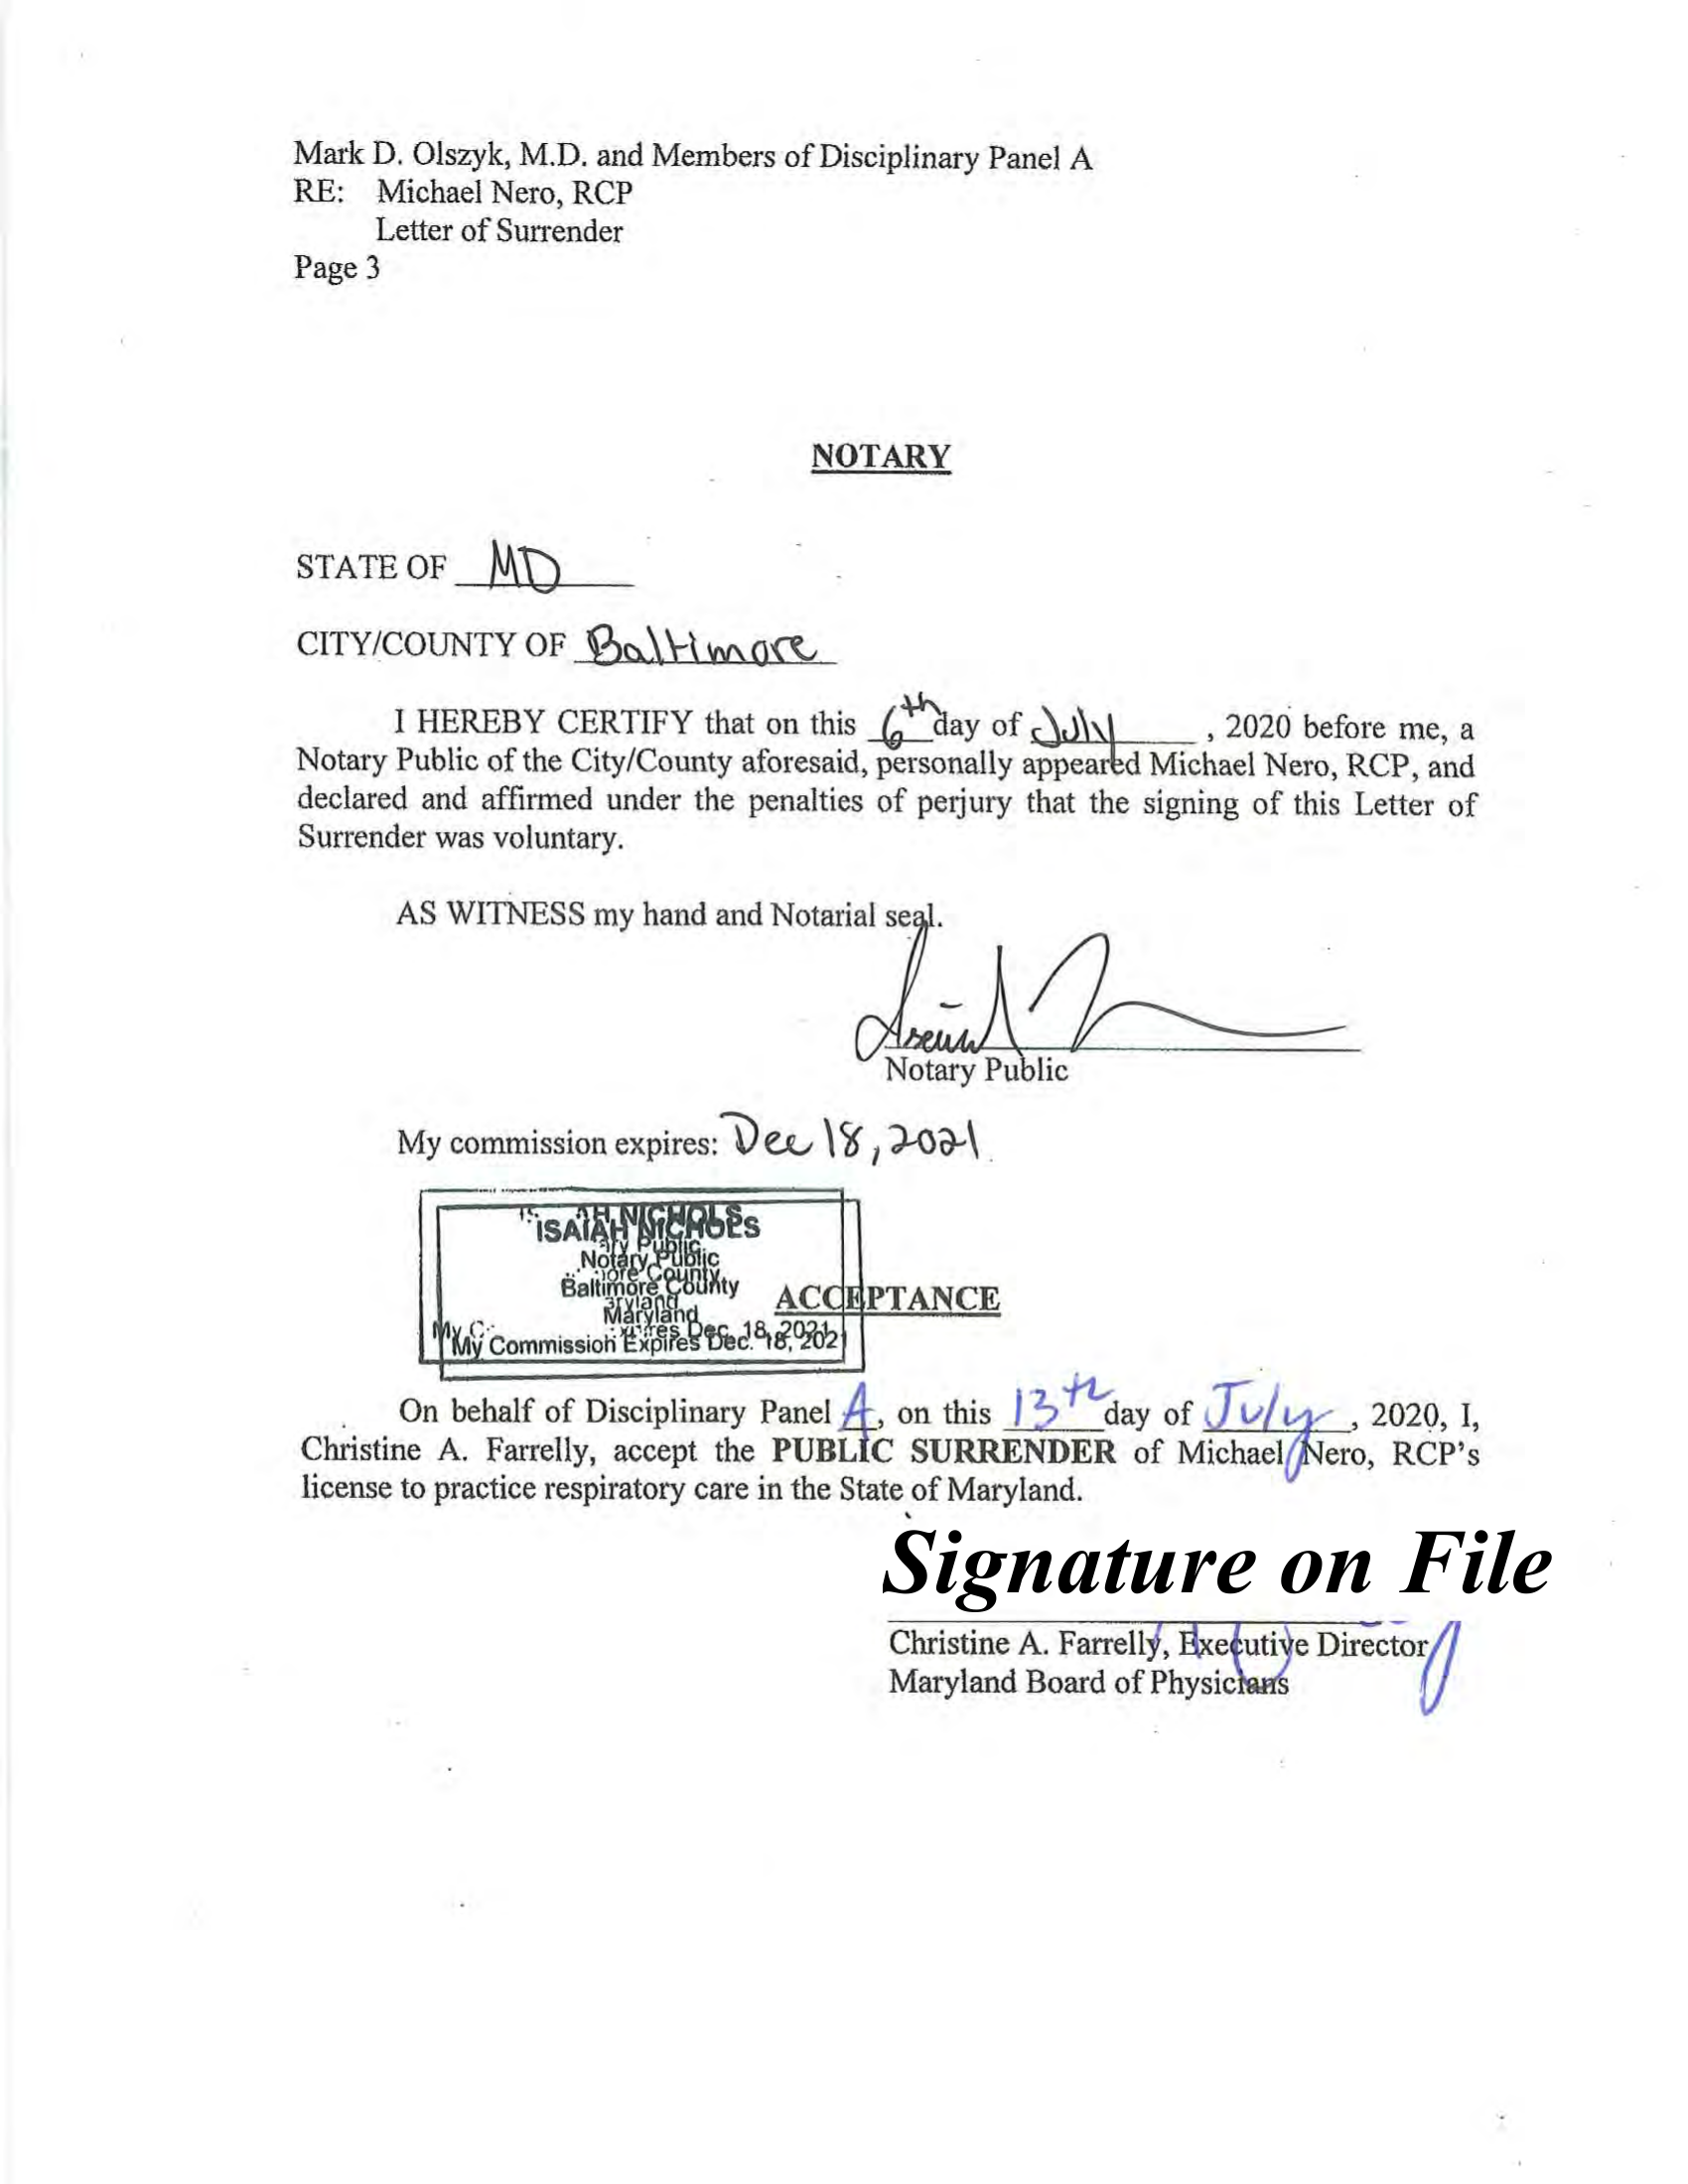 Mark D. Olszyk, M.D. and Members of Disciplinary Panel A
RE: Michael Nero, RCP
Letter of Surrender
Page 3
NOTARY
STATE OF MD
CITY/COUNTY OF Baltimore
I HEREBY CERTIFY that on this 6th day of July, 2020 before me, a
Notary Public of the City/County aforesaid, personally appeared Michael Nero, RCP, and
declared and affirmed under the penalties of perjury that the signing of this Letter of
Surrender was voluntary.
AS WITNESS my hand and Notarial seal.
Notary Public
My commission expires: Dec 18, 2021
ISAIAH NICHOLS
Notary Public
Baltimore County
Maryland
My Commission Expires Dec. 18, 2021
ACCEPTANCE
On behalf of Disciplinary Panel A, on this 13th day of July, 2020, I,
Christine A. Farrelly, accept the PUBLIC SURRENDER of Michael Nero, RCP's
license to practice respiratory care in the State of Maryland.
Signature on File
Christine A. Farrelly, Executive Director
Maryland Board of Physicians